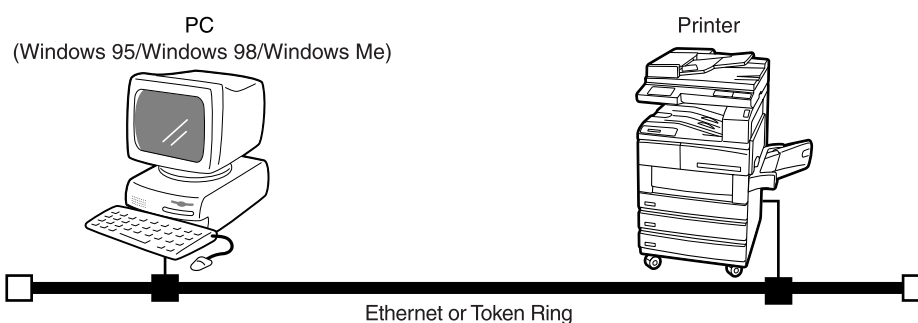 PC
(Windows 95/Windows 98/Windows Me)
Printer
Ethernet or Token Ring